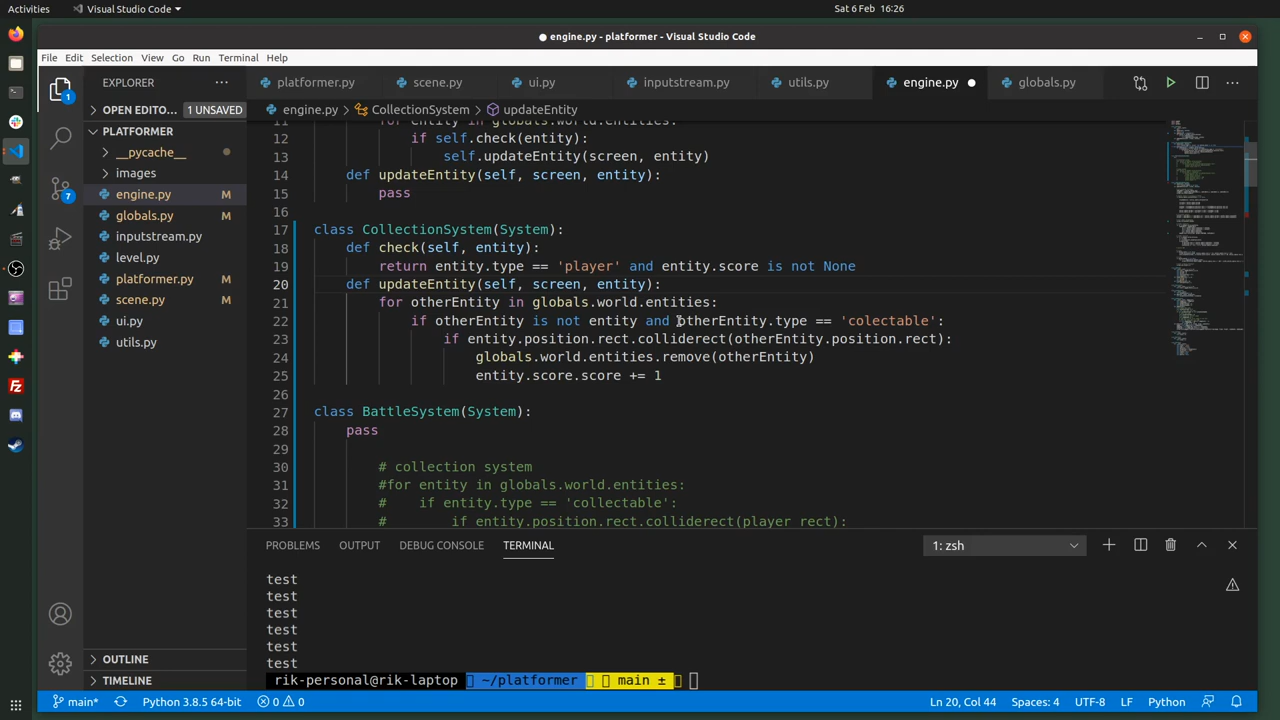 Activities
Visual Studio Code
Sat 6 Feb 16:26
● engine.py - platformer - Visual Studio Code
File Edit Selection View Go Run Terminal Help
EXPLORER
platformer.py scene.py ui.py inputstream.py utils.py engine.py ● globals.py
OPEN EDITO... 1 UNSAVED
engine.py > CollectionSystem > updateEntity
PLATFORMER
__pycache__
images
engine.py M
globals.py M
inputstream.py
level.py
platformer.py M
scene.py M
ui.py
utils.py
OUTLINE
TIMELINE
1
7
11 for entity in globals.world.entities:
12 if self.check(entity):
13 self.updateEntity(screen, entity)
14 def updateEntity(self, screen, entity):
15 pass
16
17 class CollectionSystem(System):
18 def check(self, entity):
19 return entity.type == 'player' and entity.score is not None
20 def updateEntity(self, screen, entity):
21 for otherEntity in globals.world.entities:
22 if otherEntity is not entity and otherEntity.type == 'colectable':
23 if entity.position.rect.colliderect(otherEntity.position.rect):
24 globals.world.entities.remove(otherEntity)
25 entity.score.score += 1
26
27 class BattleSystem(System):
28 pass
29
30 # collection system
31 #for entity in globals.world.entities:
32 # if entity.type == 'collectable':
33 # if entity.position.rect.colliderect(player_rect):
PROBLEMS OUTPUT DEBUG CONSOLE TERMINAL
1: zsh
test
test
test
test
test
test
rik-personal@rik-laptop ~/platformer main ±
main* Python 3.8.5 64-bit 0 0
Ln 20, Col 44 Spaces: 4 UTF-8 LF Python